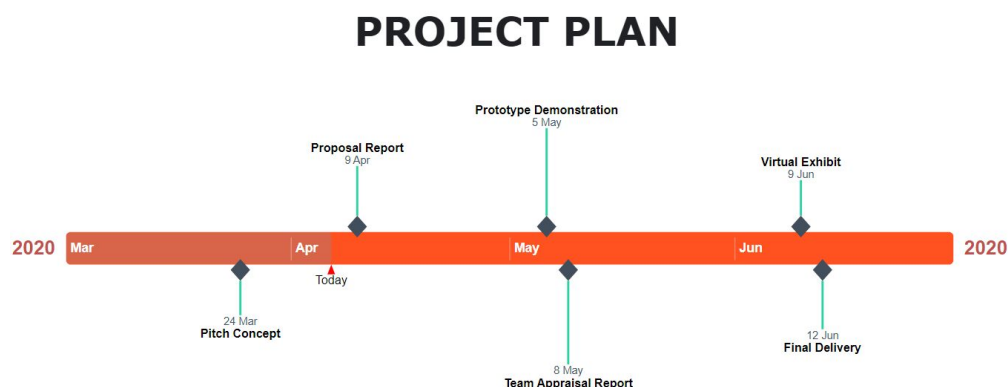 PROJECT PLAN
Prototype Demonstration
5 May
Proposal Report
9 Apr
Virtual Exhibit
9 Jun
2020
Mar
Apr
May
Jun
2020
Today
24 Mar
Pitch Concept
12 Jun
Final Delivery
8 May
Team Appraisal Report